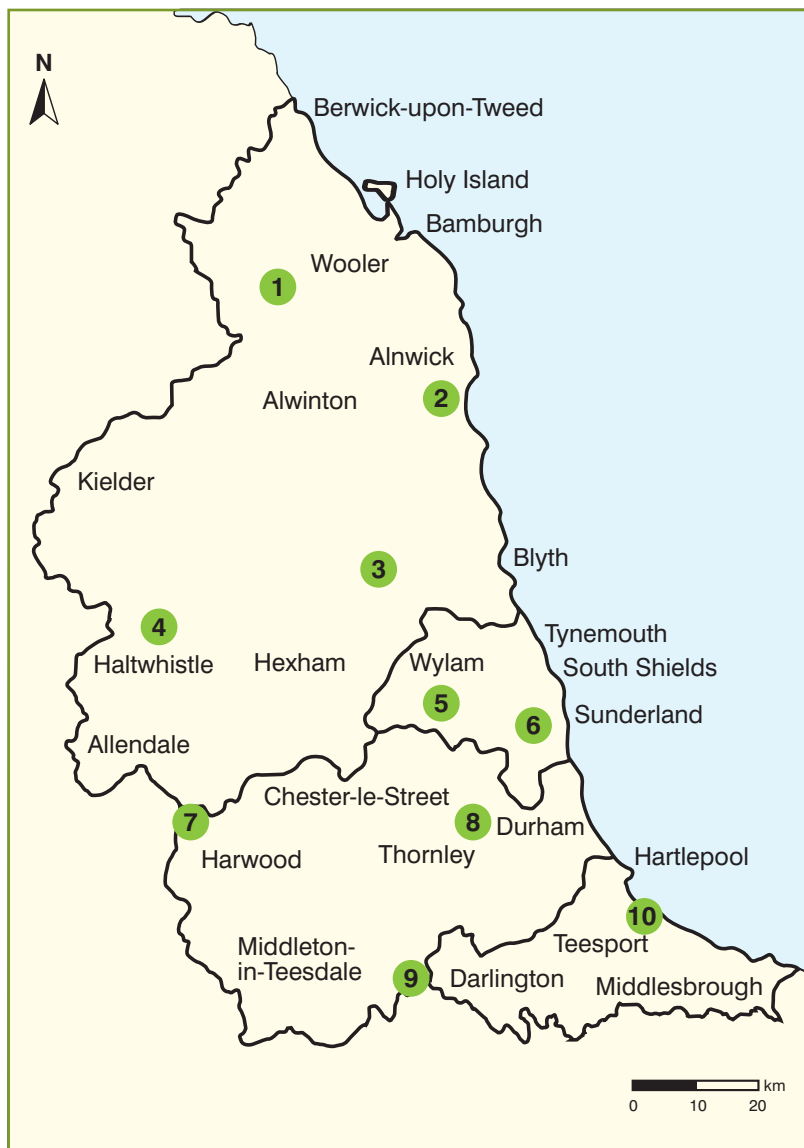 N
Berwick-upon-Tweed
Holy Island
Bamburgh
Wooler
1
Alnwick
2
Alwinton
Kielder
Blyth
3
4
Tynemouth
Haltwhistle
Hexham
Wylam
South Shields
5
6
Sunderland
Allendale
Chester-le-Street
7
8
Durham
Harwood
Thornley
Hartlepool
10
Teesport
Middleton-
in-Teesdale
9
Darlington
Middlesbrough
km
0 10 20